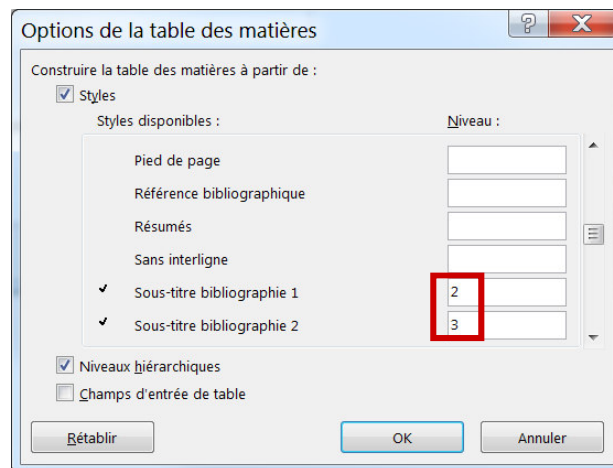 Options de la table des matières
Construire la table des matières à partir de :
Styles
Styles disponibles : Niveau :
Pied de page
Référence bibliographique
Résumés
Sans interligne
Sous-titre bibliographie 1 2
Sous-titre bibliographie 2 3
Niveaux hiérarchiques
Champs d'entrée de table
Rétablir OK Annuler